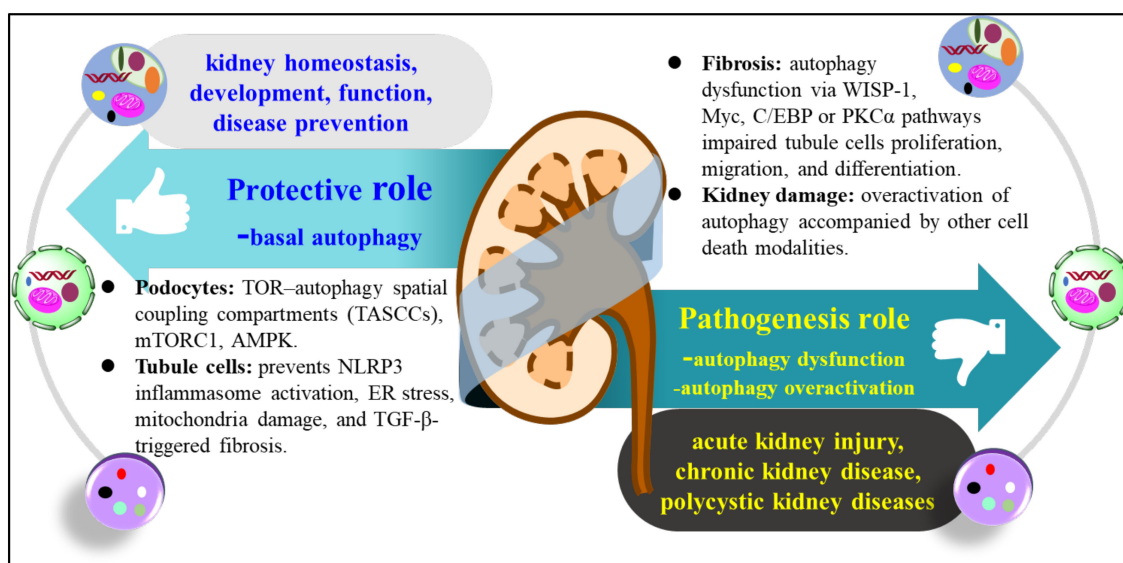 kidney homeostasis,
development, function,
disease prevention
Protective role
-basal autophagy
● Podocytes: TOR–autophagy spatial
coupling compartments (TASCCs),
mTORC1, AMPK.
● Tubule cells: prevents NLRP3
inflammasome activation, ER stress,
mitochondria damage, and TGF-β-
triggered fibrosis.
● Fibrosis: autophagy
dysfunction via WISP-1,
Myc, C/EBP or PKCα pathways
impaired tubule cells proliferation,
migration, and differentiation.
● Kidney damage: overactivation of
autophagy accompanied by other cell
death modalities.
Pathogenesis role
-autophagy dysfunction
-autophagy overactivation
acute kidney injury,
chronic kidney disease,
polycystic kidney diseases